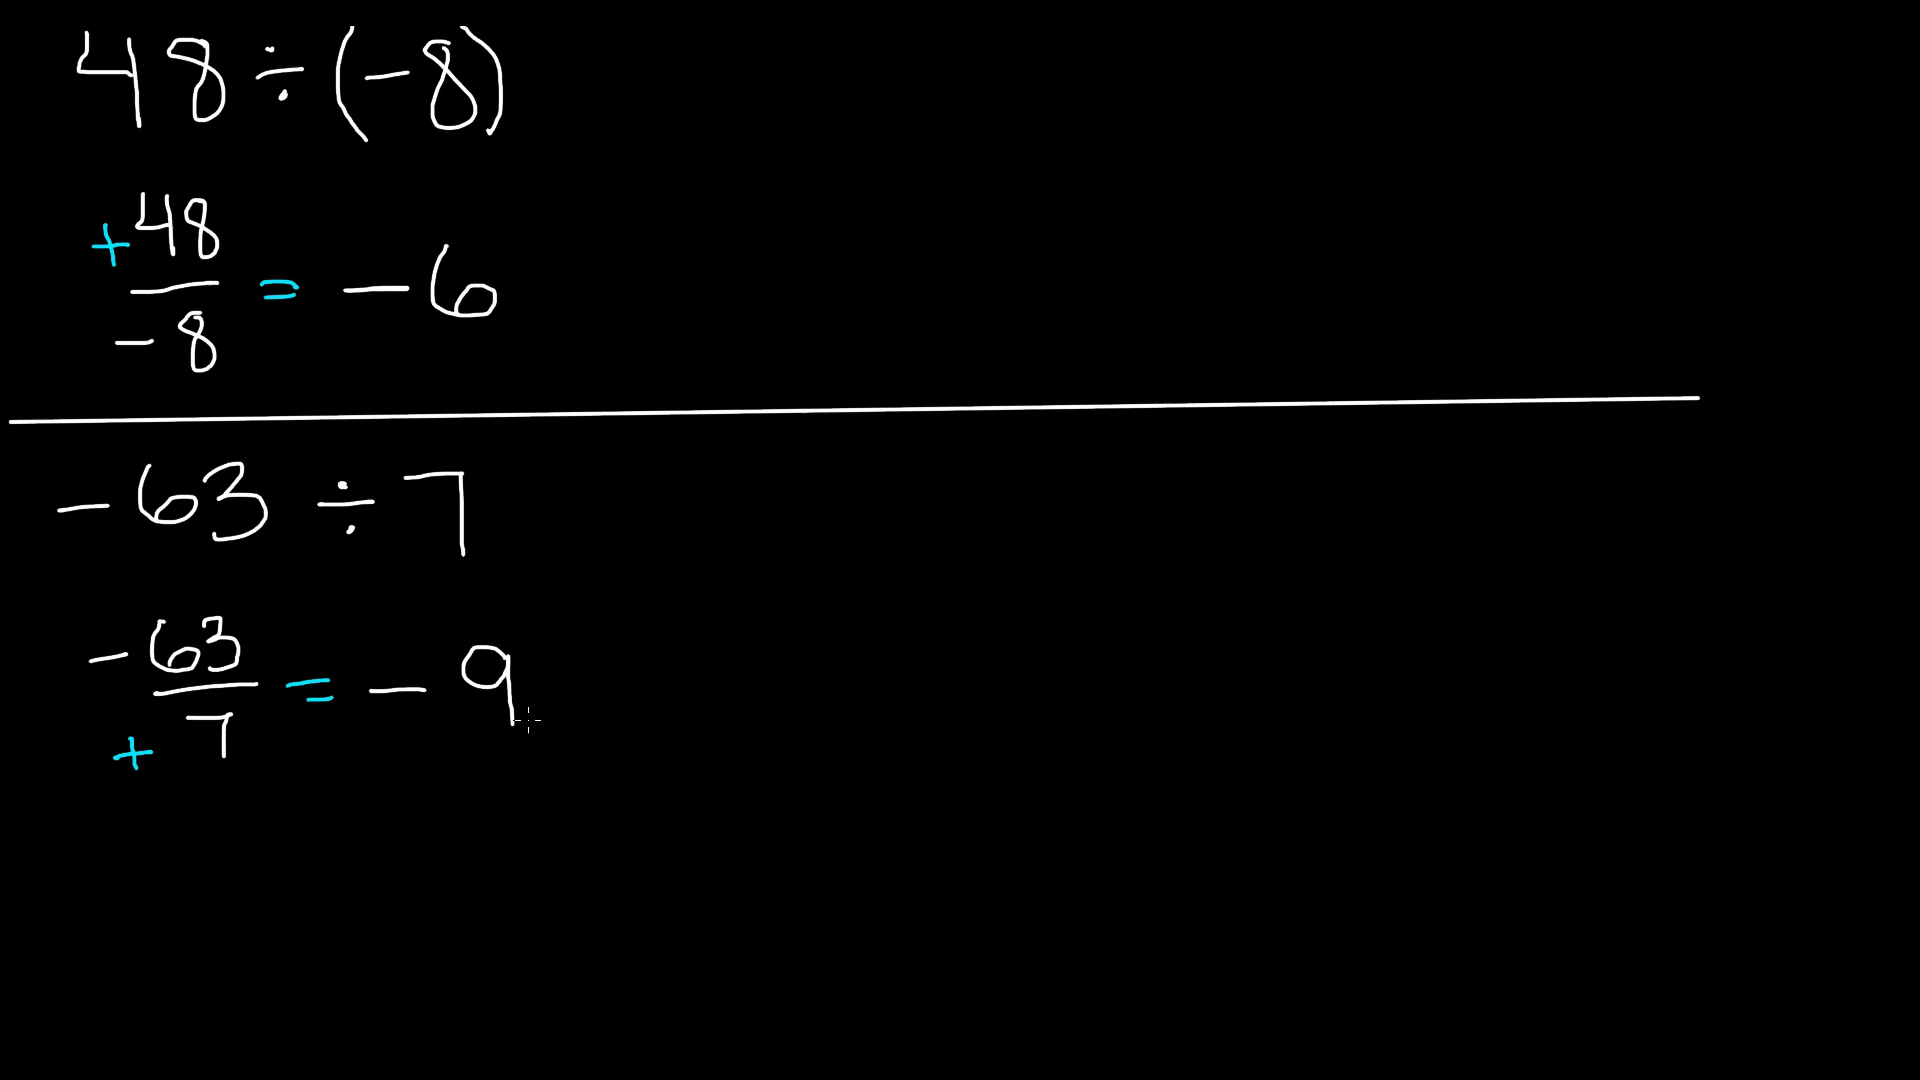 48 ÷ (-8)
+48/-8 = -6
-63 ÷ 7
-63/+7 = -9